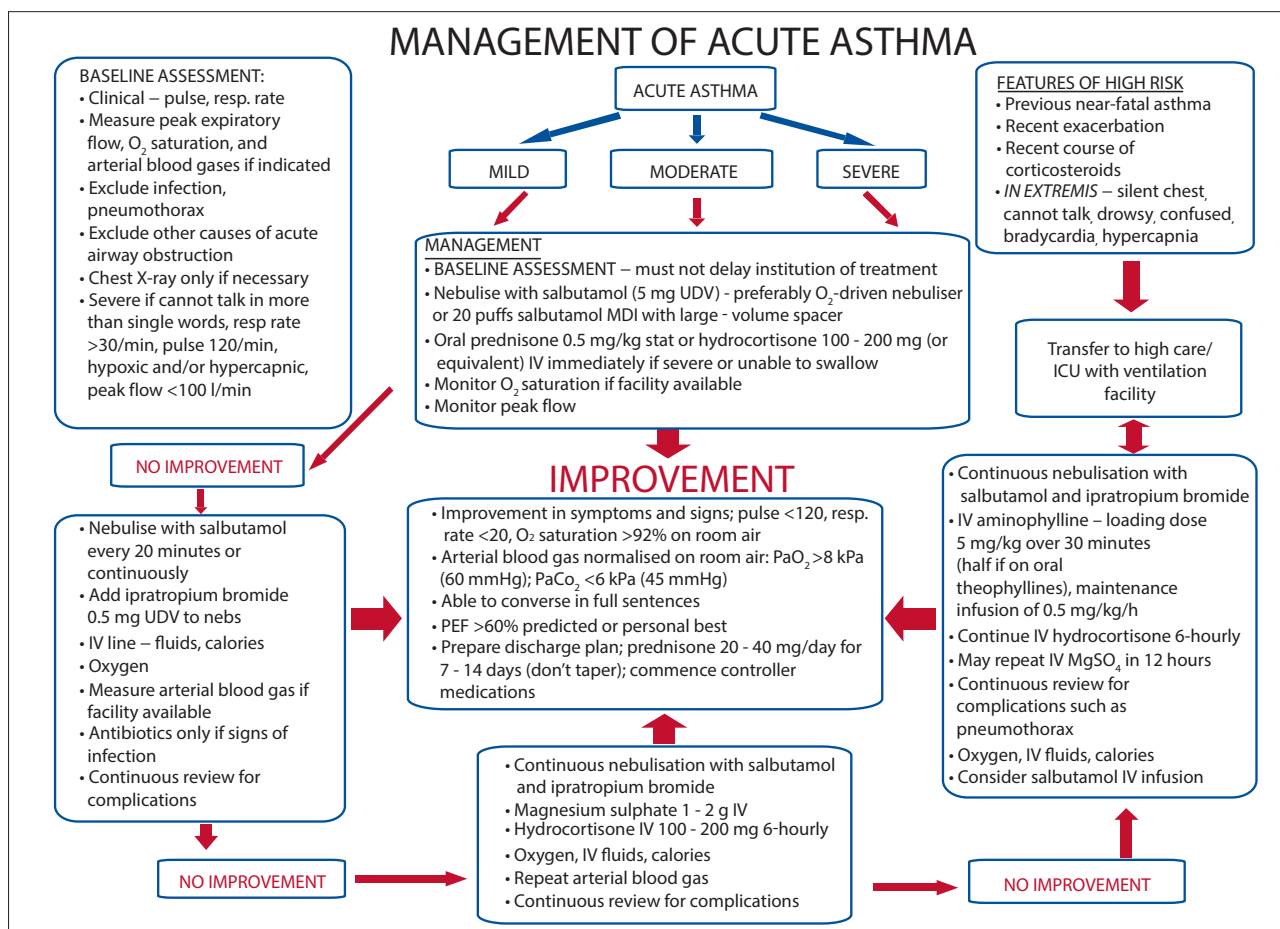 MANAGEMENT OF ACUTE ASTHMA
BASELINE ASSESSMENT:
• Clinical – pulse, resp. rate
• Measure peak expiratory
flow, O₂ saturation, and
arterial blood gases if indicated
• Exclude infection,
pneumothorax
• Exclude other causes of acute
airway obstruction
• Chest X-ray only if necessary
• Severe if cannot talk in more
than single words, resp rate
>30/min, pulse 120/min,
hypoxic and/or hypercapnic,
peak flow <100 l/min
ACUTE ASTHMA
MILD
MODERATE
SEVERE
FEATURES OF HIGH RISK
• Previous near-fatal asthma
• Recent exacerbation
• Recent course of
corticosteroids
• IN EXTREMIS – silent chest,
cannot talk, drowsy, confused,
bradycardia, hypercapnia
MANAGEMENT
• BASELINE ASSESSMENT – must not delay institution of treatment
• Nebulise with salbutamol (5 mg UDV) - preferably O₂-driven nebuliser
or 20 puffs salbutamol MDI with large - volume spacer
• Oral prednisone 0.5 mg/kg stat or hydrocortisone 100 - 200 mg (or
equivalent) IV immediately if severe or unable to swallow
• Monitor O₂ saturation if facility available
• Monitor peak flow
Transfer to high care/
ICU with ventilation
facility
NO IMPROVEMENT
• Nebulise with salbutamol
every 20 minutes or
continuously
• Add ipratropium bromide
0.5 mg UDV to nebs
• IV line – fluids, calories
• Oxygen
• Measure arterial blood gas if
facility available
• Antibiotics only if signs of
infection
• Continuous review for
complications
IMPROVEMENT
• Improvement in symptoms and signs; pulse <120, resp.
rate <20, O₂ saturation >92% on room air
• Arterial blood gas normalised on room air: PaO₂ >8 kPa
(60 mmHg); PaCo₂ <6 kPa (45 mmHg)
• Able to converse in full sentences
• PEF >60% predicted or personal best
• Prepare discharge plan; prednisone 20 - 40 mg/day for
7 - 14 days (don't taper); commence controller
medications
• Continuous nebulisation with
salbutamol and ipratropium bromide
• IV aminophylline – loading dose
5 mg/kg over 30 minutes
(half if on oral
theophyllines), maintenance
infusion of 0.5 mg/kg/h
• Continue IV hydrocortisone 6-hourly
• May repeat IV MgSO₄ in 12 hours
• Continuous review for
complications such as
pneumothorax
• Oxygen, IV fluids, calories
• Consider salbutamol IV infusion
NO IMPROVEMENT
• Continuous nebulisation with salbutamol
and ipratropium bromide
• Magnesium sulphate 1 - 2 g IV
• Hydrocortisone IV 100 - 200 mg 6-hourly
• Oxygen, IV fluids, calories
• Repeat arterial blood gas
• Continuous review for complications
NO IMPROVEMENT